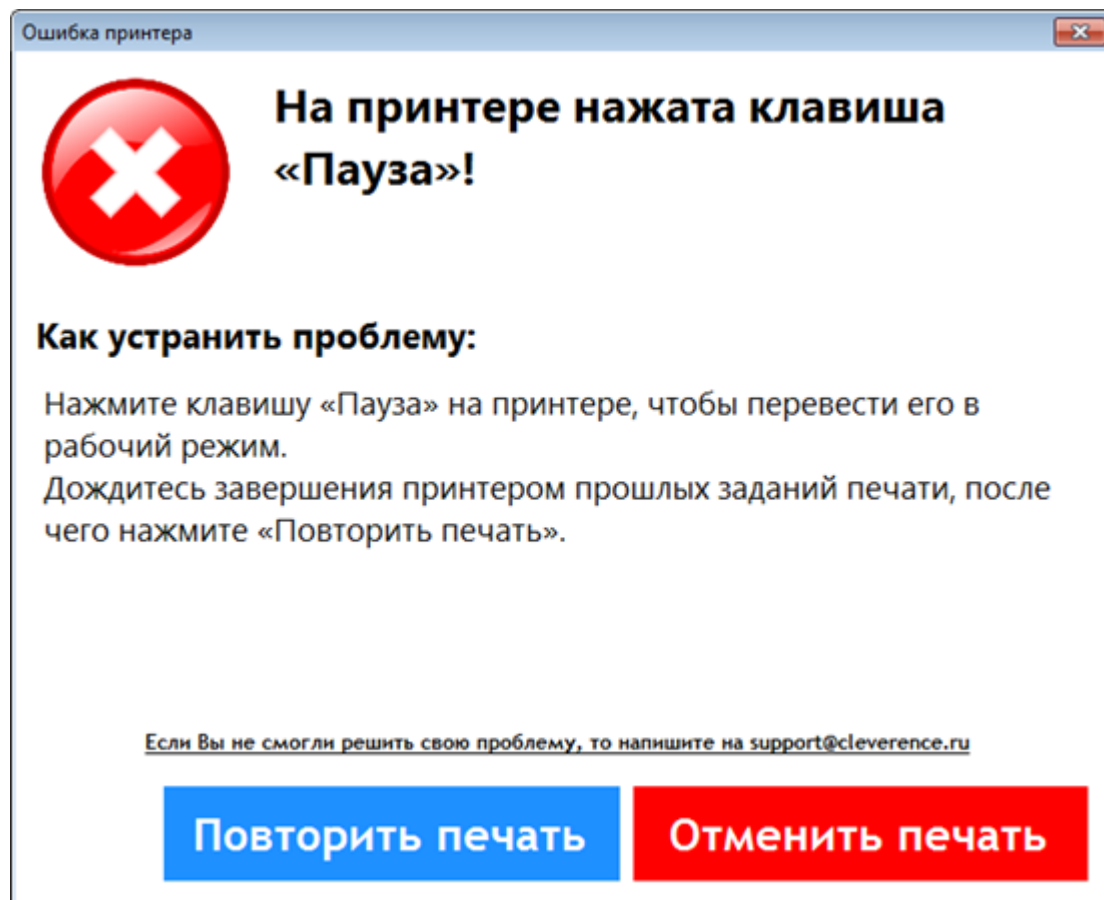 Ошибка принтера
На принтере нажата клавиша
«Пауза»!
Как устранить проблему:
Нажмите клавишу «Пауза» на принтере, чтобы перевести его в
рабочий режим.
Дождитесь завершения принтером прошлых заданий печати, после
чего нажмите «Повторить печать».
Если Вы не смогли решить свою проблему, то напишите на support@cleverence.ru
Повторить печать
Отменить печать